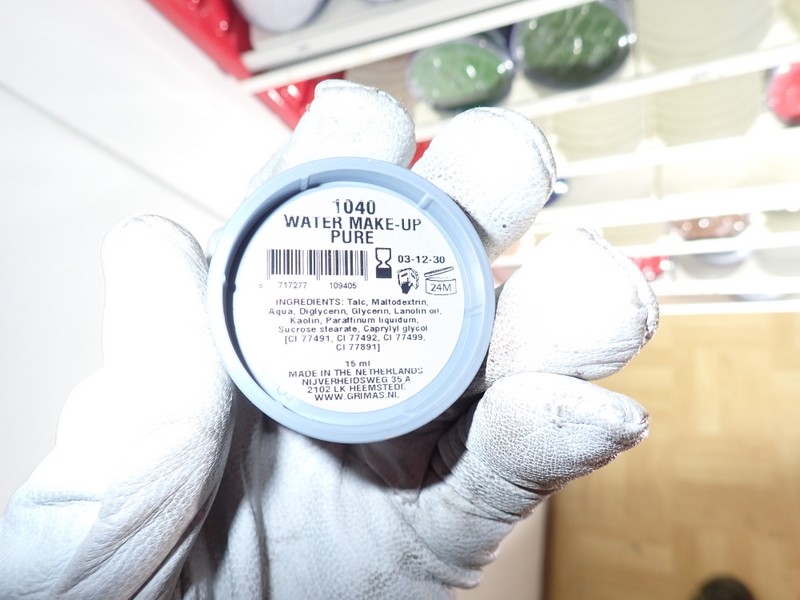 1040
WATER MAKE-UP
PURE
03-12-30
24M
717277 109405
INGREDIENTS: Talc, Maltodextrin,
Aqua, Diglycerin, Glycerin, Lanolin oil,
Kaolin, Paraffinum liquidum,
Sucrose stearate, Caprylyl glycol
[CI 77491, CI 77492, CI 77499,
CI 77891]
15 ml
MADE IN THE NETHERLANDS
NIJVERHEIDSWEG 35 A
2102 LK HEEMSTEDE
WWW.GRIMAS.NL